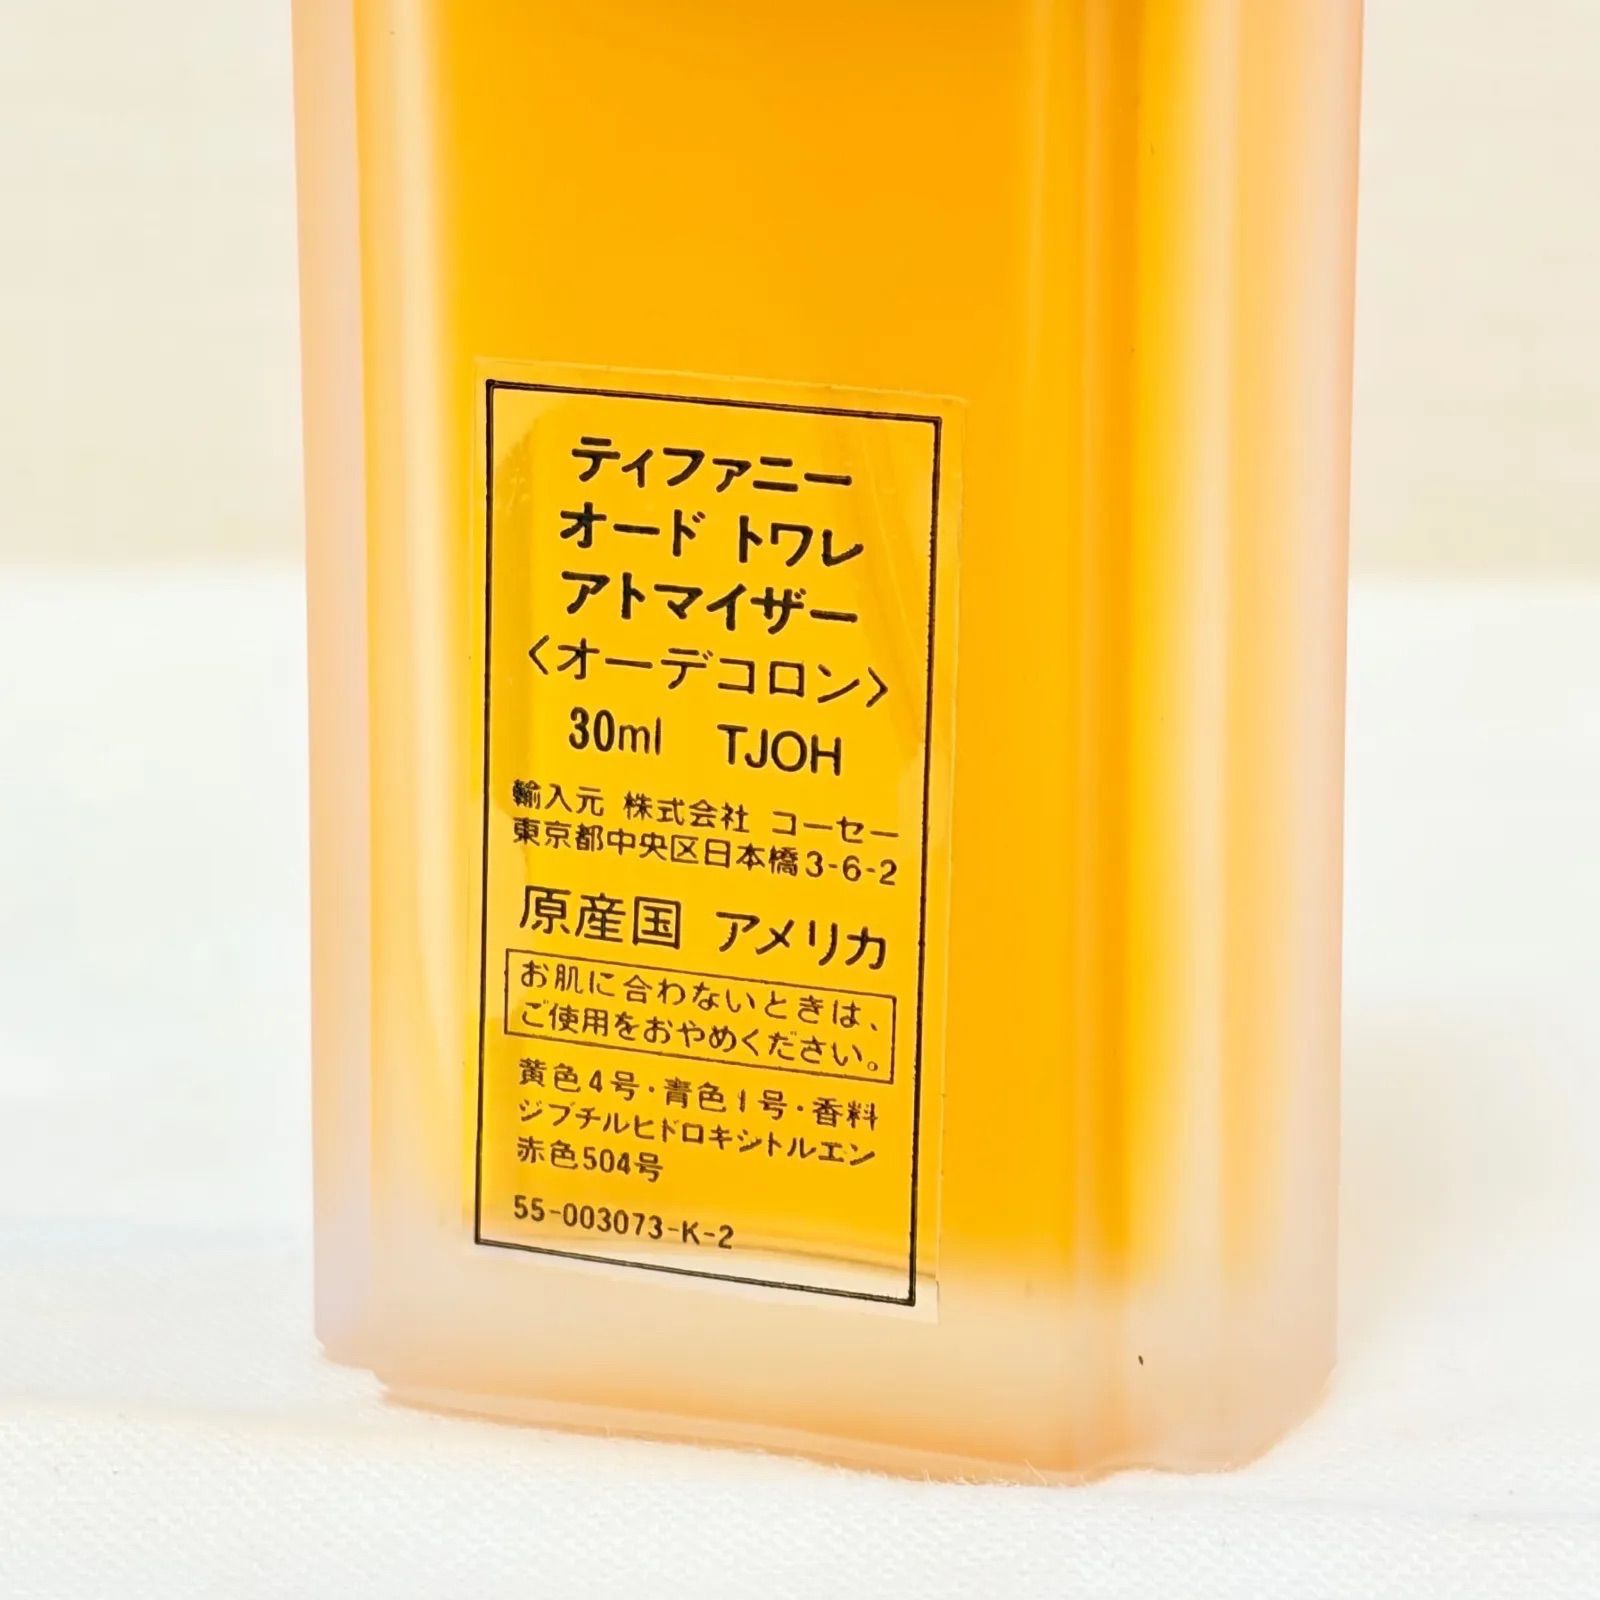 ティファニー
オード トワレ
アトマイザー
〈オーデコロン〉
30ml TJOH
輸入元 株式会社 コーセー
東京都中央区日本橋3-6-2
原産国 アメリカ
お肌に合わないときは、
ご使用をおやめください。
黄色4号・青色1号・香料
ジブチルヒドロキシトルエン
赤色504号
55-003073-K-2